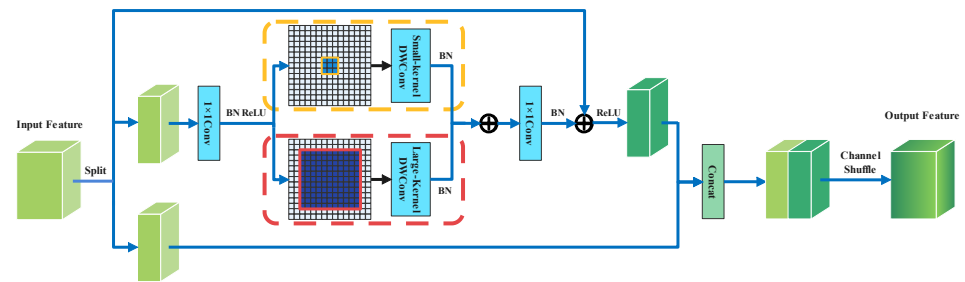 Input Feature
Split
1×1Conv
BN ReLU
Small-kernel
DWConv
BN
Large-Kernel
DWConv
BN
1×1Conv
BN
ReLU
Concat
Channel
Shuffle
Output Feature